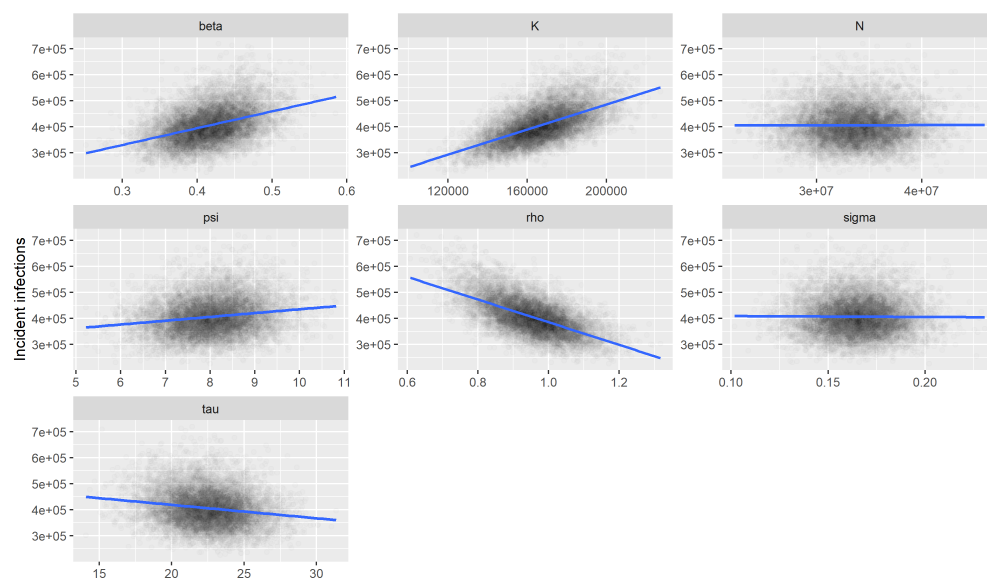 beta
K
N
7e+05
6e+05
5e+05
4e+05
3e+05
7e+05
6e+05
5e+05
4e+05
3e+05
7e+05
6e+05
5e+05
4e+05
3e+05
0.3 0.4 0.5 0.6
120000 160000 200000
3e+07 4e+07
psi
rho
sigma
Incident infections
7e+05
6e+05
5e+05
4e+05
3e+05
7e+05
6e+05
5e+05
4e+05
3e+05
7e+05
6e+05
5e+05
4e+05
3e+05
5 6 7 8 9 10 11
0.6 0.8 1.0 1.2
0.10 0.15 0.20
tau
7e+05
6e+05
5e+05
4e+05
3e+05
15 20 25 30